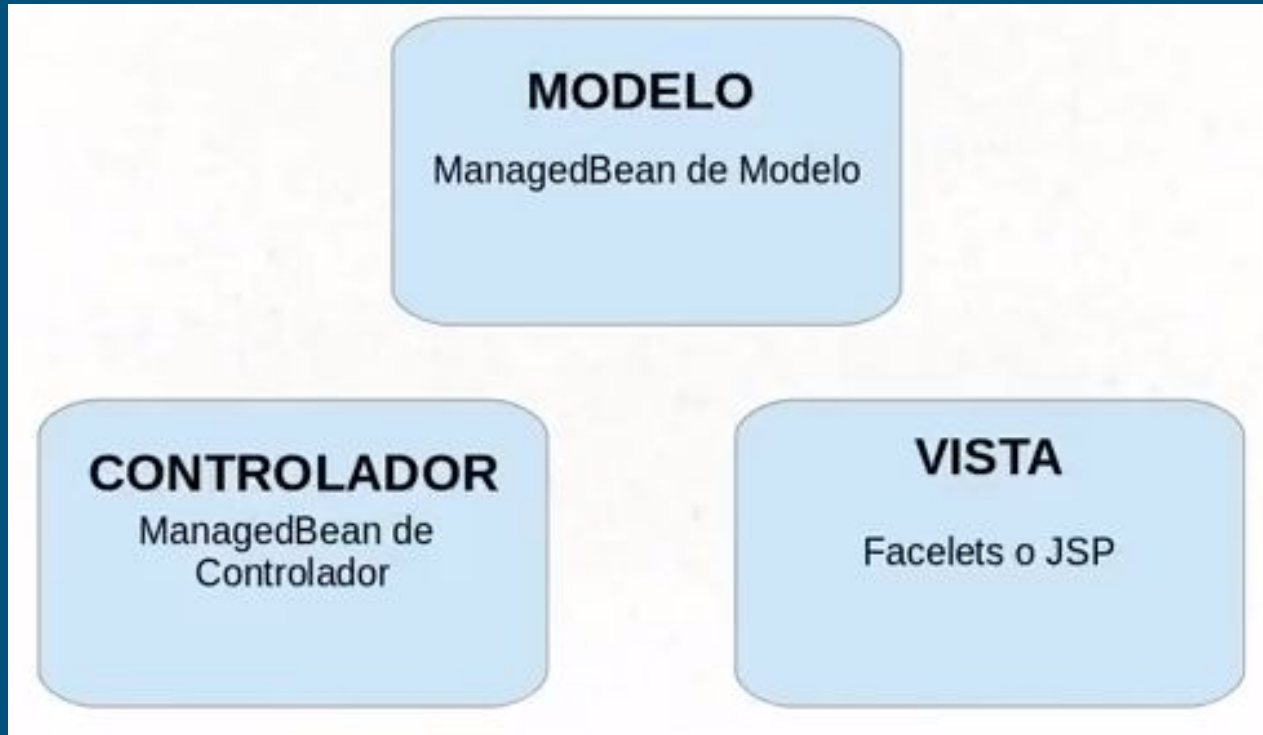 MODELO
ManagedBean de Modelo
CONTROLADOR
ManagedBean de
Controlador
VISTA
Facelets o JSP